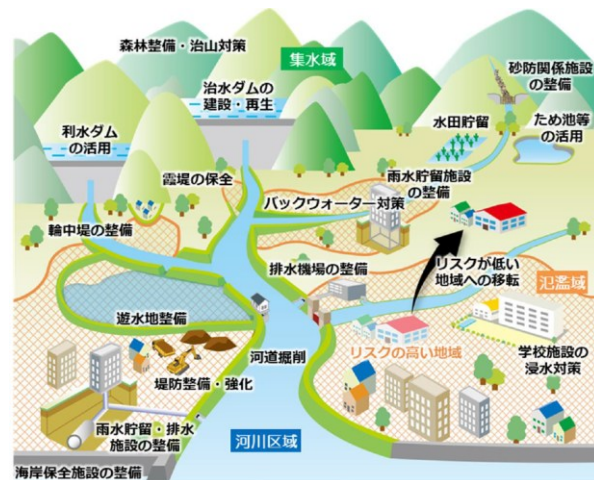 森林整備・治山対策
集水域
砂防関係施設
の整備
治水ダムの
建設・再生
水田貯留
ため池等
の活用
利水ダム
の活用
霞堤の保全
雨水貯留施設
の整備
バックウォーター対策
輪中堤の整備
排水機場の整備
リスクが低い
地域への移転
氾濫域
遊水地整備
河道掘削
リスクの高い地域
学校施設の
浸水対策
堤防整備・強化
雨水貯留・排水
施設の整備
河川区域
海岸保全施設の整備